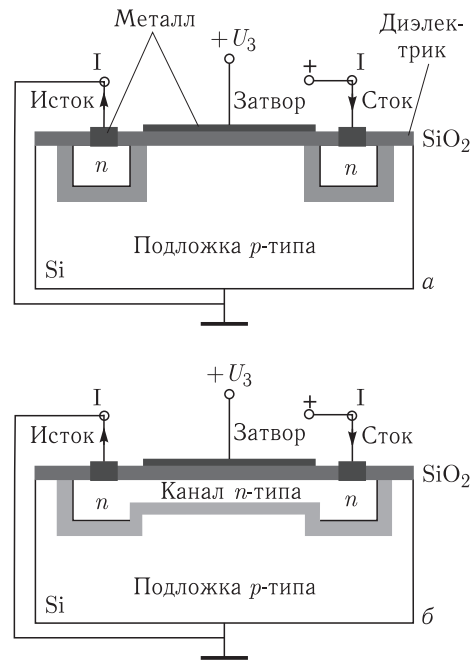 Металл
Диэлек-
трик
+U₃
I
+
I
Исток
Затвор
Сток
SiO₂
n
n
Подложка p-типа
Si
а
+U₃
I
+
I
Исток
Затвор
Сток
SiO₂
Канал n-типа
n
n
Подложка p-типа
Si
б